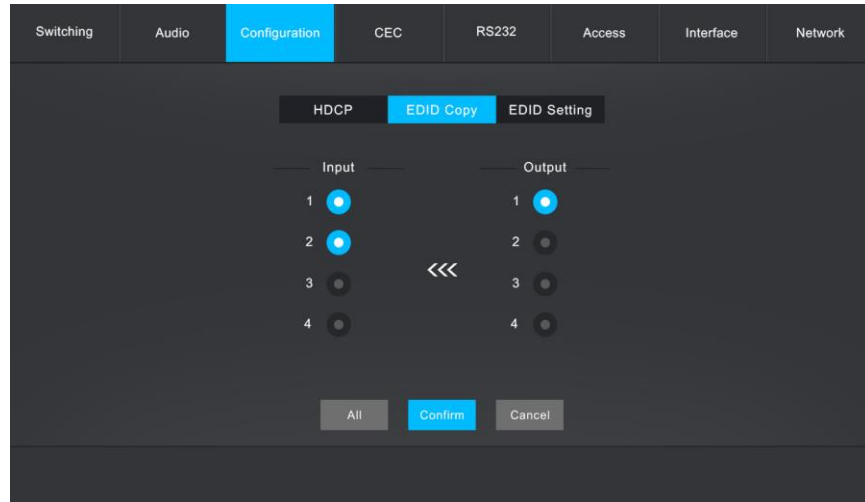 Switching Audio Configuration CEC RS232 Access Interface Network
HDCP EDID Copy EDID Setting
Input Output
1 1
2 2
3 3
4 4
All Confirm Cancel